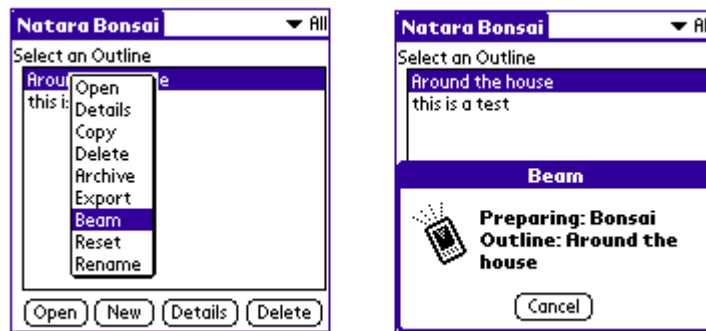 Natara Bonsai
All
Select an Outline
Arou
e
this i
Open
Details
Copy
Delete
Archive
Export
Beam
Reset
Rename
Open New Details Delete
Natara Bonsai
Al
Select an Outline
Around the house
this is a test
Beam
Preparing: Bonsai
Outline: Around the
house
Cancel